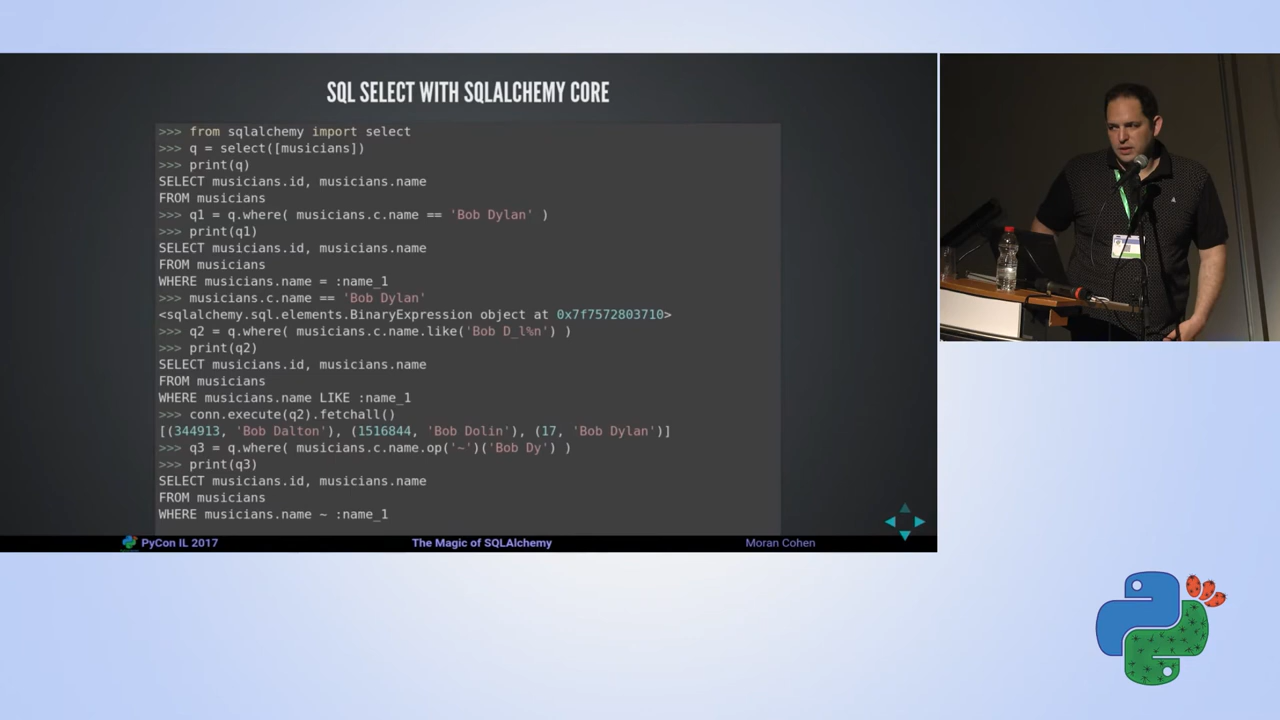 SQL SELECT WITH SQLALCHEMY CORE
>>> from sqlalchemy import select
>>> q = select([musicians])
>>> print(q)
SELECT musicians.id, musicians.name
FROM musicians
>>> q1 = q.where( musicians.c.name == 'Bob Dylan' )
>>> print(q1)
SELECT musicians.id, musicians.name
FROM musicians
WHERE musicians.name = :name_1
>>> musicians.c.name == 'Bob Dylan'
<sqlalchemy.sql.elements.BinaryExpression object at 0x7f7572803710>
>>> q2 = q.where( musicians.c.name.like('Bob D_l%n') )
>>> print(q2)
SELECT musicians.id, musicians.name
FROM musicians
WHERE musicians.name LIKE :name_1
>>> conn.execute(q2).fetchall()
[(344913, 'Bob Dalton'), (1516844, 'Bob Dolin'), (17, 'Bob Dylan')]
>>> q3 = q.where( musicians.c.name.op('~')('Bob Dy') )
>>> print(q3)
SELECT musicians.id, musicians.name
FROM musicians
WHERE musicians.name ~ :name_1
PyCon IL 2017
The Magic of SQLAlchemy
Moran Cohen